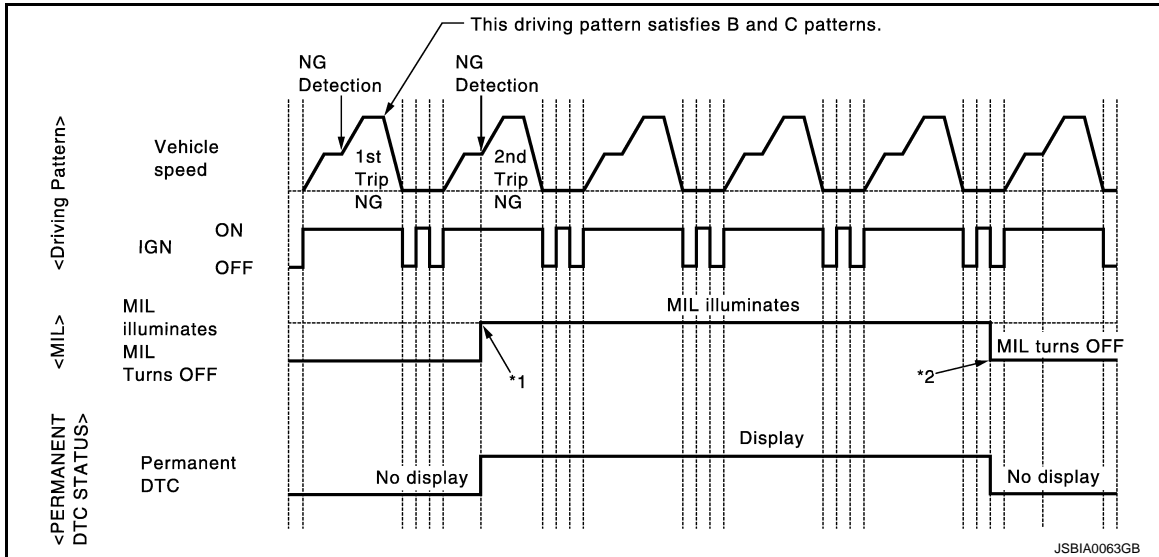 This driving pattern satisfies B and C patterns.
NG
Detection
NG
Detection
<Driving Pattern>
Vehicle
speed
1st
Trip
NG
2nd
Trip
NG
IGN
ON
OFF
<MIL>
MIL
illuminates
MIL
Turns OFF
MIL illuminates
*1
*2
MIL turns OFF
<PERMANENT
DTC STATUS>
Permanent
DTC
No display
Display
No display
JSBIA0063GB